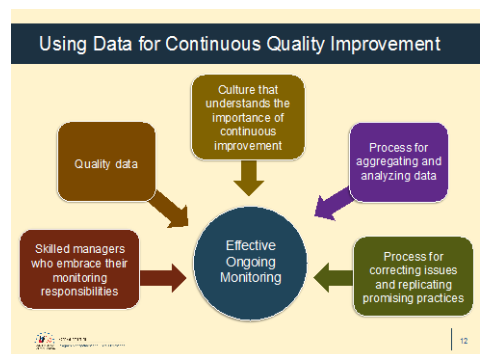 Using Data for Continuous Quality Improvement
Culture that
understands the
importance of
continuous
improvement
Quality data
Process for
aggregating and
analyzing data
Effective
Ongoing
Monitoring
Skilled managers
who embrace their
monitoring
responsibilities
Process for
correcting issues
and replicating
promising practices
12